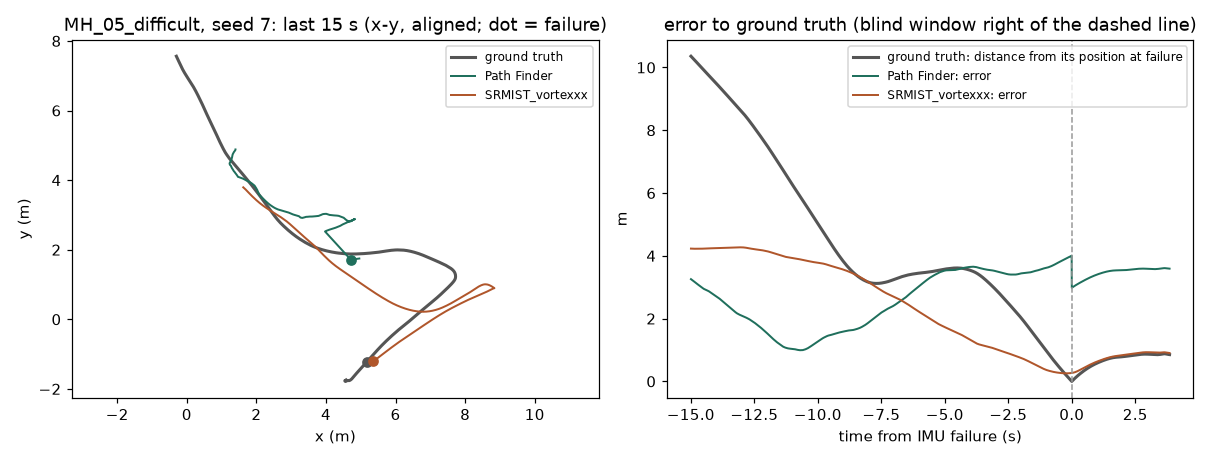 MH_05_difficult, seed 7: last 15 s (x-y, aligned; dot = failure)
8
6
4
2
0
−2
y (m)
−2
0
2
4
6
8
10
x (m)
ground truth
Path Finder
SRMIST_vortexxx
error to ground truth (blind window right of the dashed line)
10
8
6
4
2
0
m
−15.0
−12.5
−10.0
−7.5
−5.0
−2.5
0.0
2.5
time from IMU failure (s)
ground truth: distance from its position at failure
Path Finder: error
SRMIST_vortexxx: error